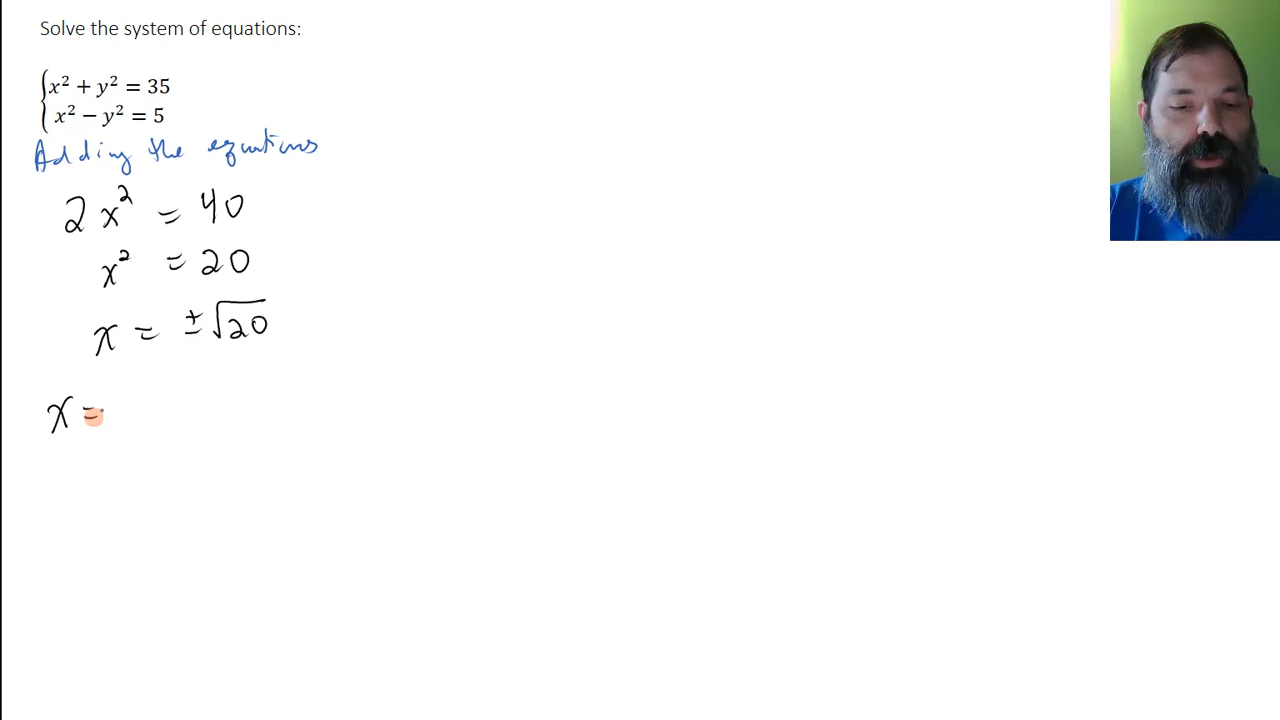 Solve the system of equations:
x² + y² = 35
x² − y² = 5
Adding the equations
2x² = 40
x² = 20
x = ±√20
x =